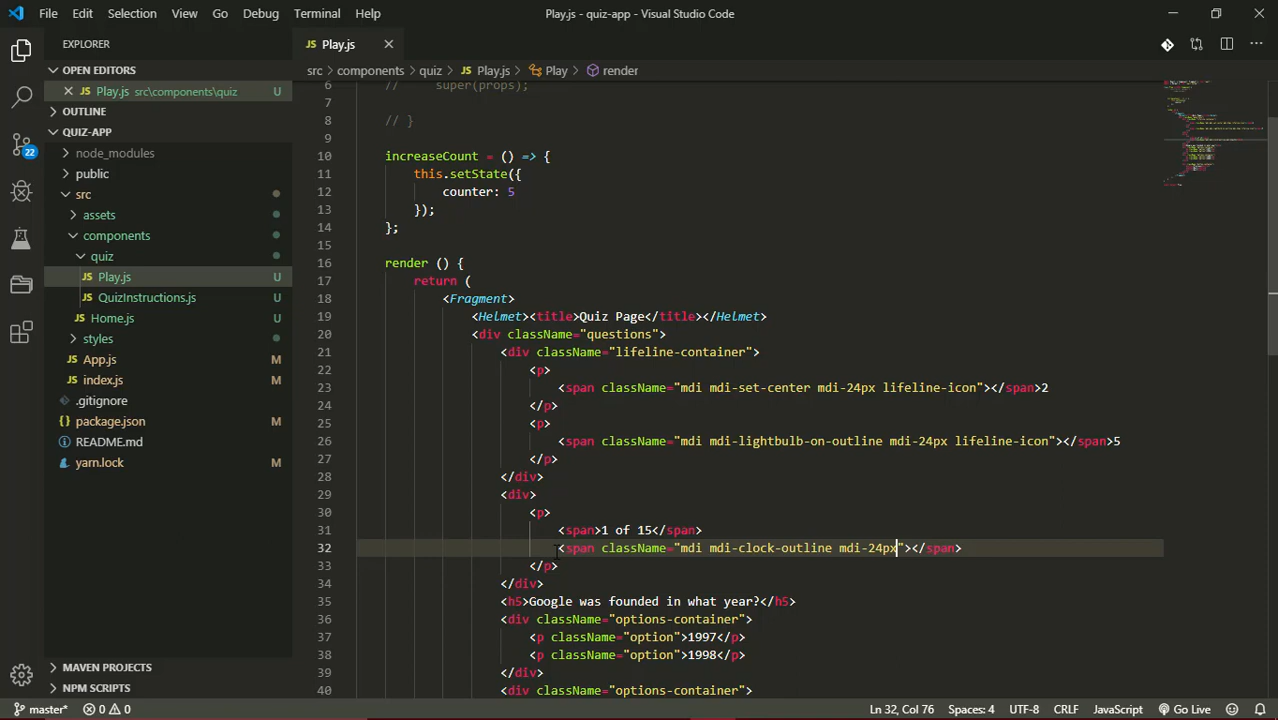 File Edit Selection View Go Debug Terminal Help
Play.js - quiz-app - Visual Studio Code
EXPLORER
OPEN EDITORS
Play.js src\components\quiz U
OUTLINE
QUIZ-APP
node_modules
public
src
assets
components
quiz
Play.js U
QuizInstructions.js U
Home.js U
styles
App.js M
index.js M
.gitignore
package.json M
README.md
yarn.lock M
MAVEN PROJECTS
NPM SCRIPTS
22
JS Play.js
src > components > quiz > JS Play.js > Play > render
6 // super(props);
7
8 // }
9
10 increaseCount = () => {
11 this.setState({
12 counter: 5
13 });
14 };
15
16 render () {
17 return (
18 <Fragment>
19 <Helmet><title>Quiz Page</title></Helmet>
20 <div className="questions">
21 <div className="lifeline-container">
22 <p>
23 <span className="mdi mdi-set-center mdi-24px lifeline-icon"></span>2
24 </p>
25 <p>
26 <span className="mdi mdi-lightbulb-on-outline mdi-24px lifeline-icon"></span>5
27 </p>
28 </div>
29 <div>
30 <p>
31 <span>1 of 15</span>
32 <span className="mdi mdi-clock-outline mdi-24px"></span>
33 </p>
34 </div>
35 <h5>Google was founded in what year?</h5>
36 <div className="options-container">
37 <p className="option">1997</p>
38 <p className="option">1998</p>
39 </div>
40 <div className="options-container">
master* 0 0 Ln 32, Col 76 Spaces: 4 UTF-8 CRLF JavaScript Go Live